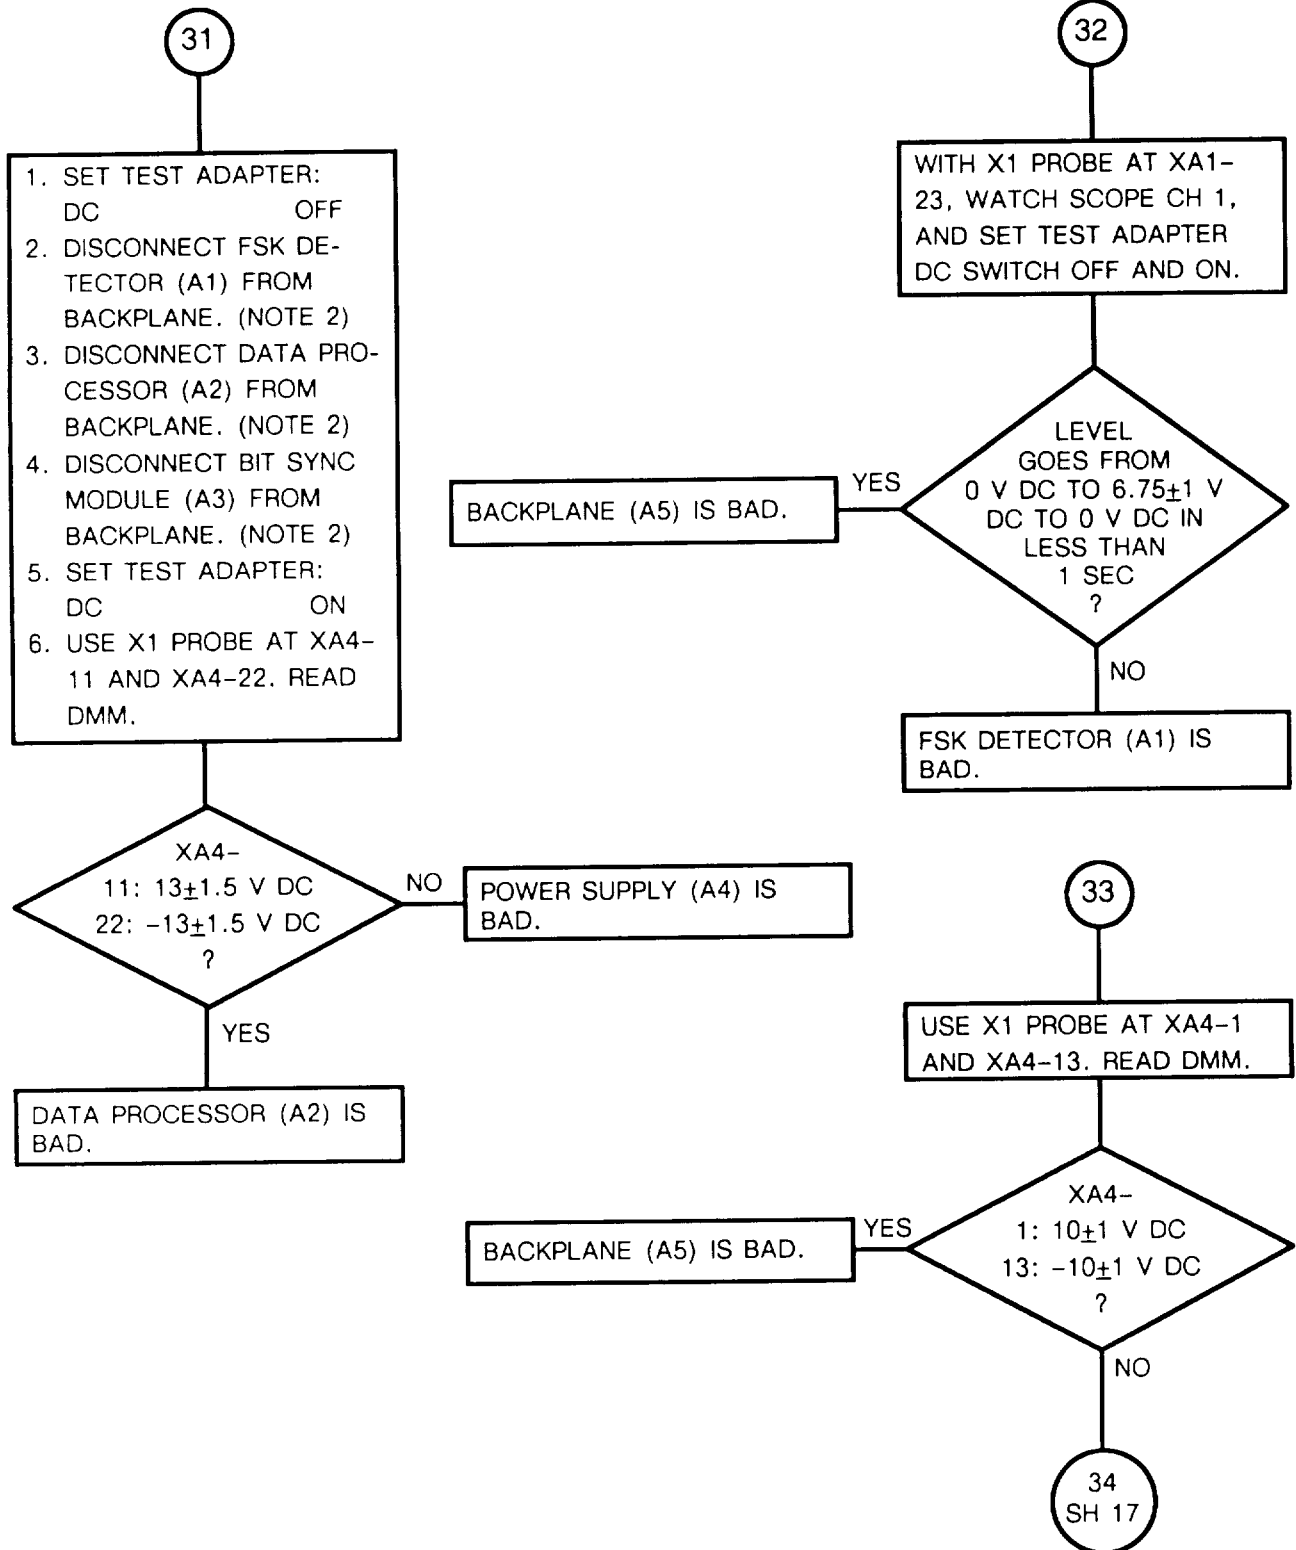 31
1. SET TEST ADAPTER:
DC OFF
2. DISCONNECT FSK DE-
TECTOR (A1) FROM
BACKPLANE. (NOTE 2)
3. DISCONNECT DATA PRO-
CESSOR (A2) FROM
BACKPLANE. (NOTE 2)
4. DISCONNECT BIT SYNC
MODULE (A3) FROM
BACKPLANE. (NOTE 2)
5. SET TEST ADAPTER:
DC ON
6. USE X1 PROBE AT XA4-
11 AND XA4-22. READ
DMM.
XA4-
11: 13±1.5 V DC
22: -13±1.5 V DC
?
NO
POWER SUPPLY (A4) IS
BAD.
YES
DATA PROCESSOR (A2) IS
BAD.
32
WITH X1 PROBE AT XA1-
23, WATCH SCOPE CH 1,
AND SET TEST ADAPTER
DC SWITCH OFF AND ON.
LEVEL
GOES FROM
0 V DC TO 6.75±1 V
DC TO 0 V DC IN
LESS THAN
1 SEC
?
YES
BACKPLANE (A5) IS BAD.
NO
FSK DETECTOR (A1) IS
BAD.
33
USE X1 PROBE AT XA4-1
AND XA4-13. READ DMM.
XA4-
1: 10±1 V DC
13: -10±1 V DC
?
YES
BACKPLANE (A5) IS BAD.
NO
34
SH 17